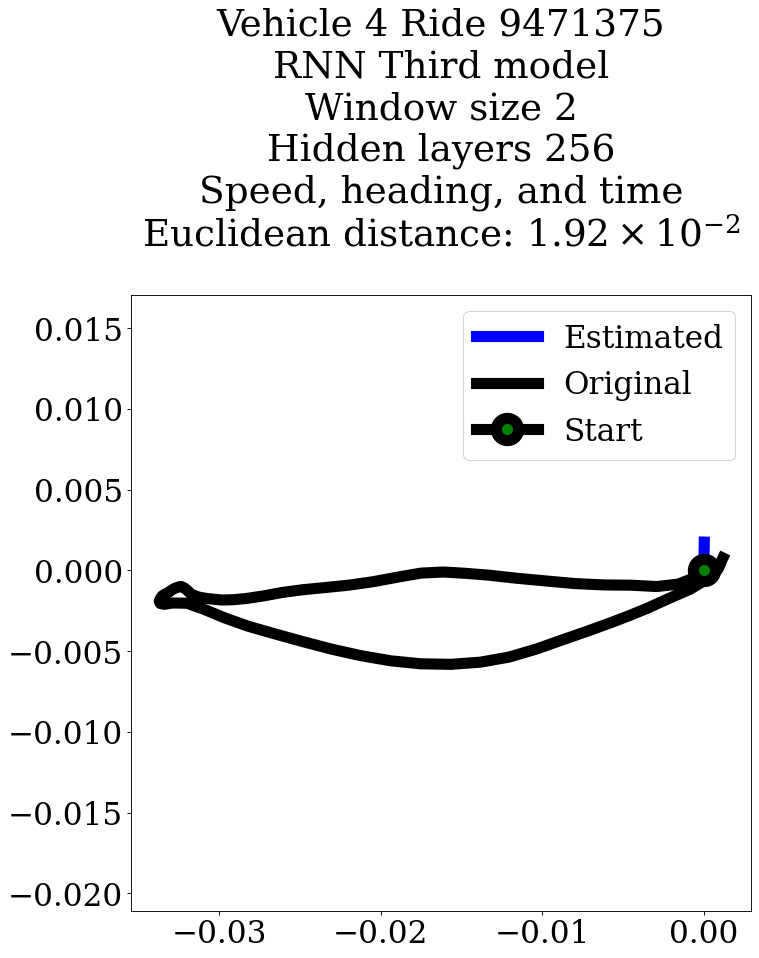 Vehicle 4 Ride 9471375
RNN Third model
Window size 2
Hidden layers 256
Speed, heading, and time
Euclidean distance: 1.92 × 10⁻²
Estimated
Original
Start
0.015
0.010
0.005
0.000
−0.005
−0.010
−0.015
−0.020
−0.03
−0.02
−0.01
0.00